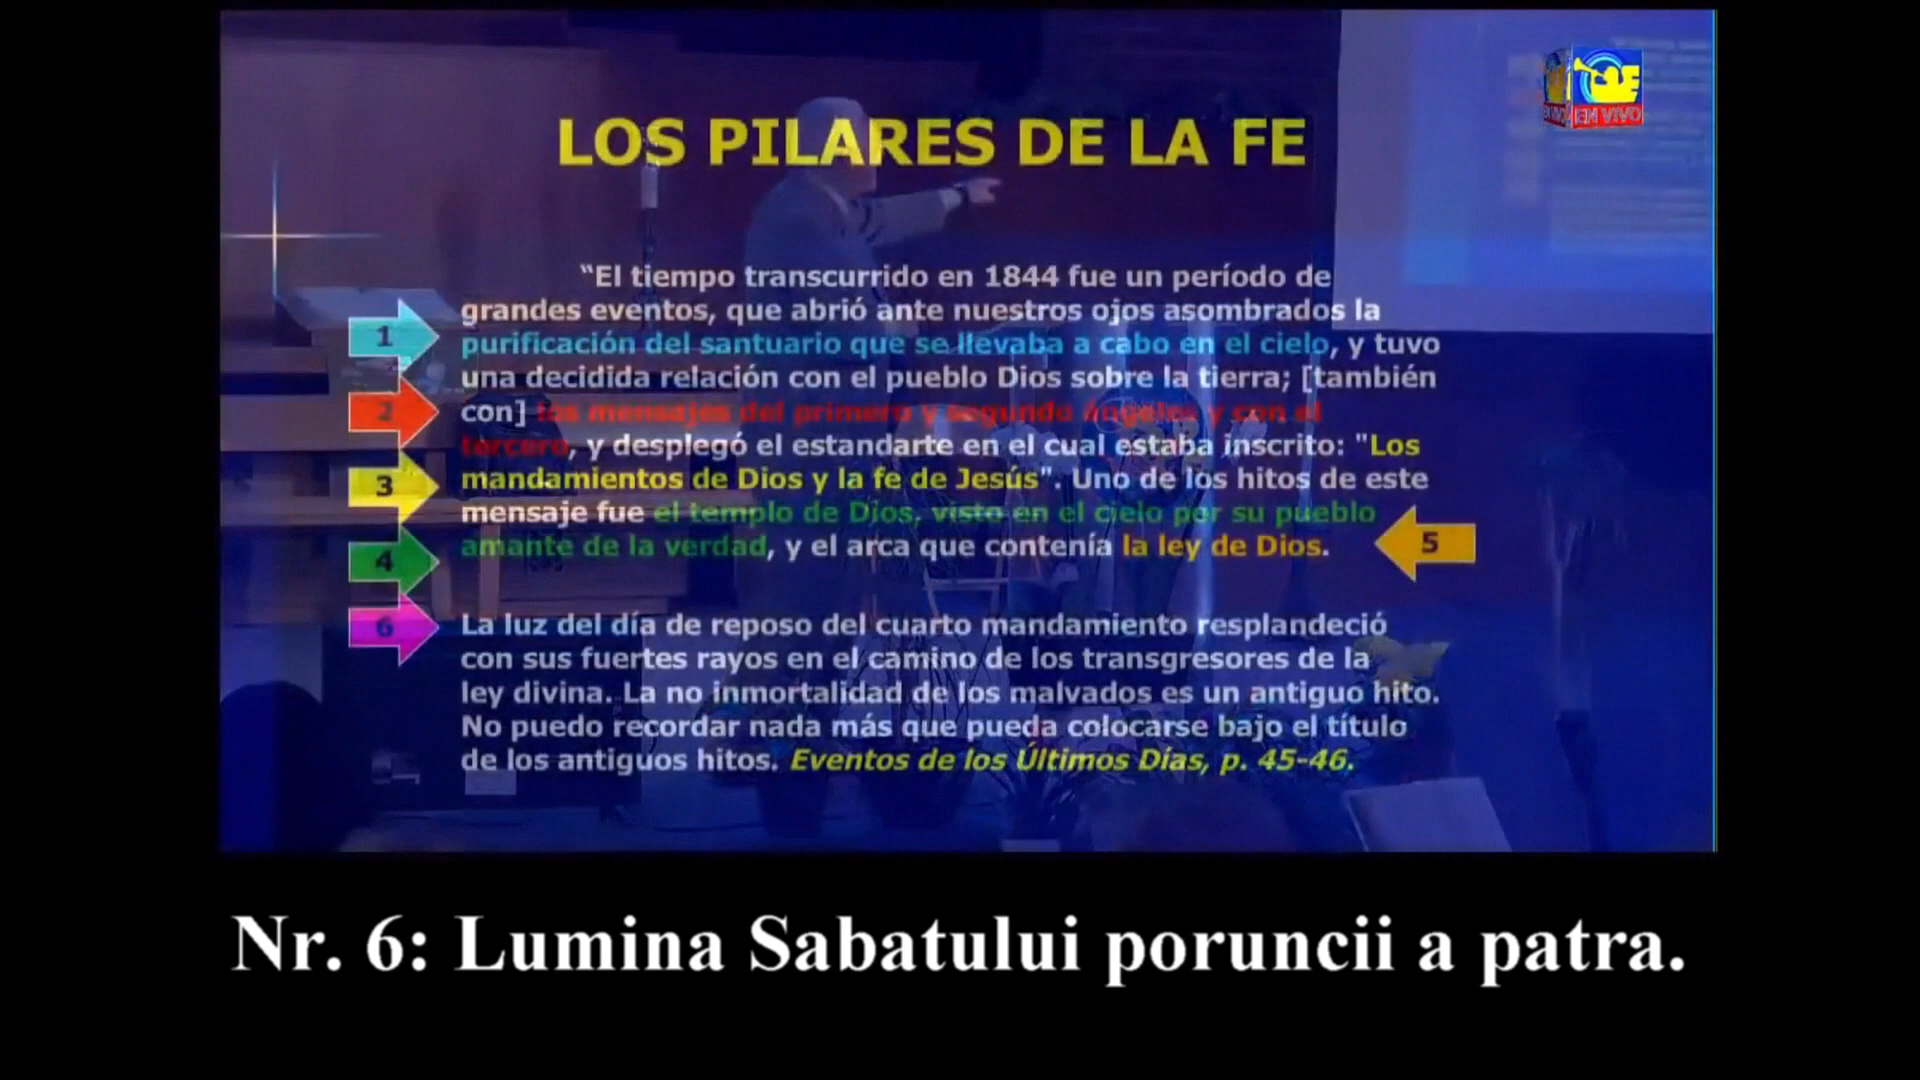 EN VIVO
LOS PILARES DE LA FE
“El tiempo transcurrido en 1844 fue un período de
grandes eventos, que abrió ante nuestros ojos asombrados la
1
purificación del santuario que se llevaba a cabo en el cielo, y tuvo
una decidida relación con el pueblo Dios sobre la tierra; [también
2
con] los mensajes del primero y segundo ángeles y con el
tercero, y desplegó el estandarte en el cual estaba inscrito: "Los
3
mandamientos de Dios y la fe de Jesús". Uno de los hitos de este
mensaje fue el templo de Dios, visto en el cielo por su pueblo
4
amante de la verdad, y el arca que contenía la ley de Dios.
5
6
La luz del día de reposo del cuarto mandamiento resplandeció
con sus fuertes rayos en el camino de los transgresores de la
ley divina. La no inmortalidad de los malvados es un antiguo hito.
No puedo recordar nada más que pueda colocarse bajo el título
de los antiguos hitos. Eventos de los Últimos Días, p. 45-46.
Nr. 6: Lumina Sabatului poruncii a patra.